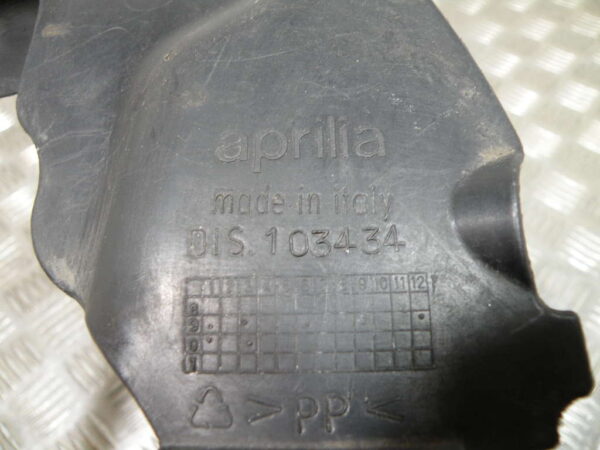 aprilia
made in italy
DIS. 103434
1 2 3 4 5 6 7 8 9 10 11 12
> PP <